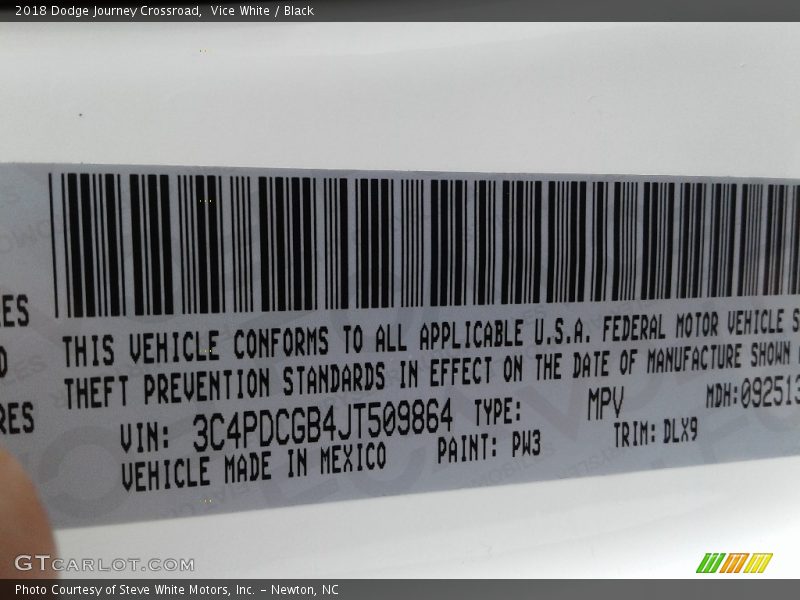 2018 Dodge Journey Crossroad, Vice White / Black
ES
THIS VEHICLE CONFORMS TO ALL APPLICABLE U.S.A. FEDERAL MOTOR VEHICLE S
THEFT PREVENTION STANDARDS IN EFFECT ON THE DATE OF MANUFACTURE SHOWN
RES
VIN: 3C4PDCGB4JT509864 TYPE: MPV MDH: 092513
VEHICLE MADE IN MEXICO PAINT: PW3 TRIM: DLX9
GTCARLOT.COM
Photo Courtesy of Steve White Motors, Inc. – Newton, NC